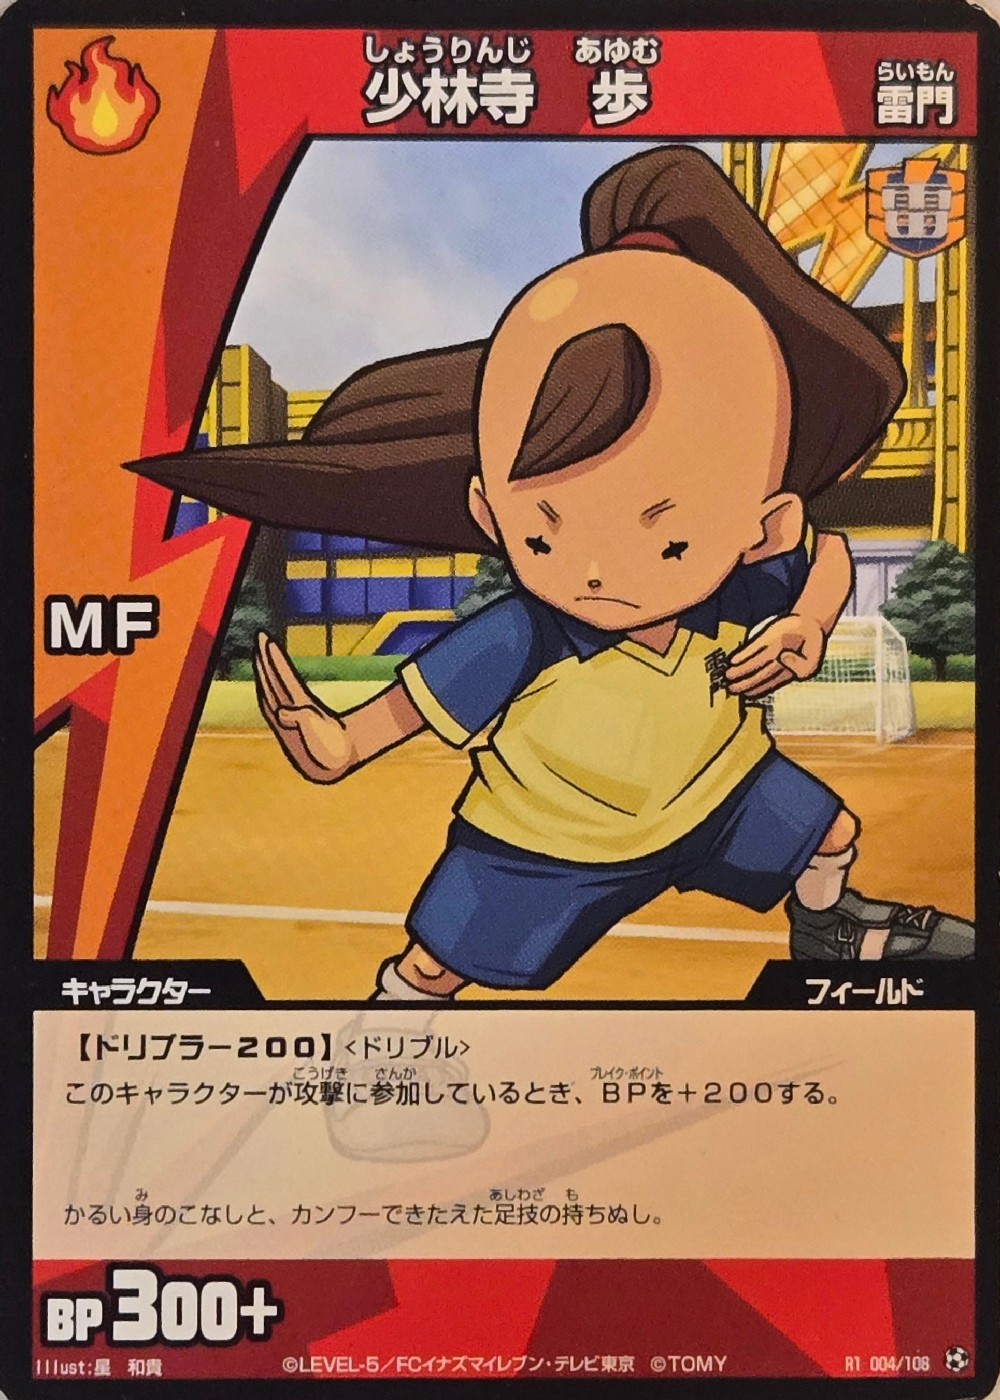 しょうりんじ あゆむ
少林寺 歩
らいもん
雷門
雷門
MF
雷門
キャラクター
フィールド
【ドリブラー200】<ドリブル>
こうげき さんか ブレイク・ポイント
このキャラクターが攻撃に参加しているとき、BPを+200する。
み あしわざ も
かるい身のこなしと、カンフーできたえた足技の持ちぬし。
BP 300+
Illust:星 和貴
©LEVEL-5/FCイナズマイレブン・テレビ東京 ©TOMY
R1 004/108